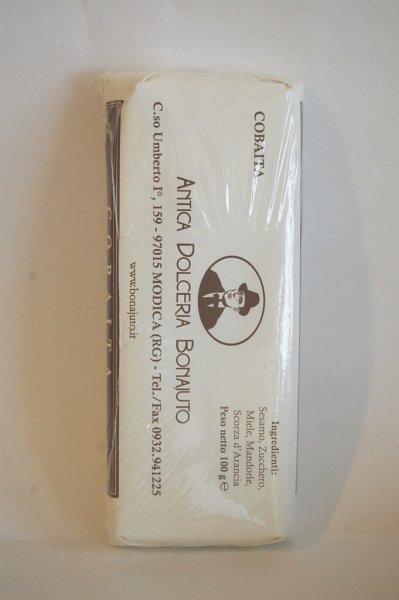 COBAITA
ANTICA DOLCERIA BONAJUTO
C.so Umberto I°, 159 - 97015 MODICA (RG) - Tel./Fax 0932.941225
www.bonajuto.it
Ingredienti:
Sesamo, Zucchero,
Miele, Mandorle,
Scorza d'Arancia
Peso netto 100 g e
COBAITA